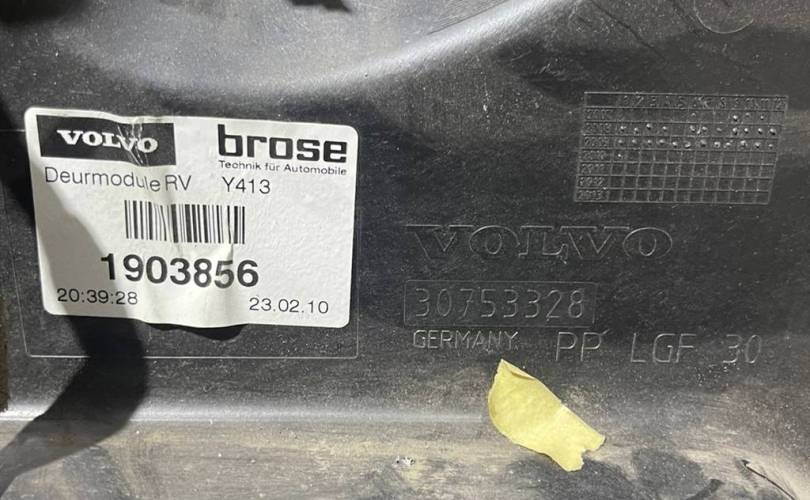 VOLVO
brose
Technik für Automobile
Deurmodule RV Y413
1903856
20:39:28 23.02.10
VOLVO
30753328
GERMANY PP LGF 30